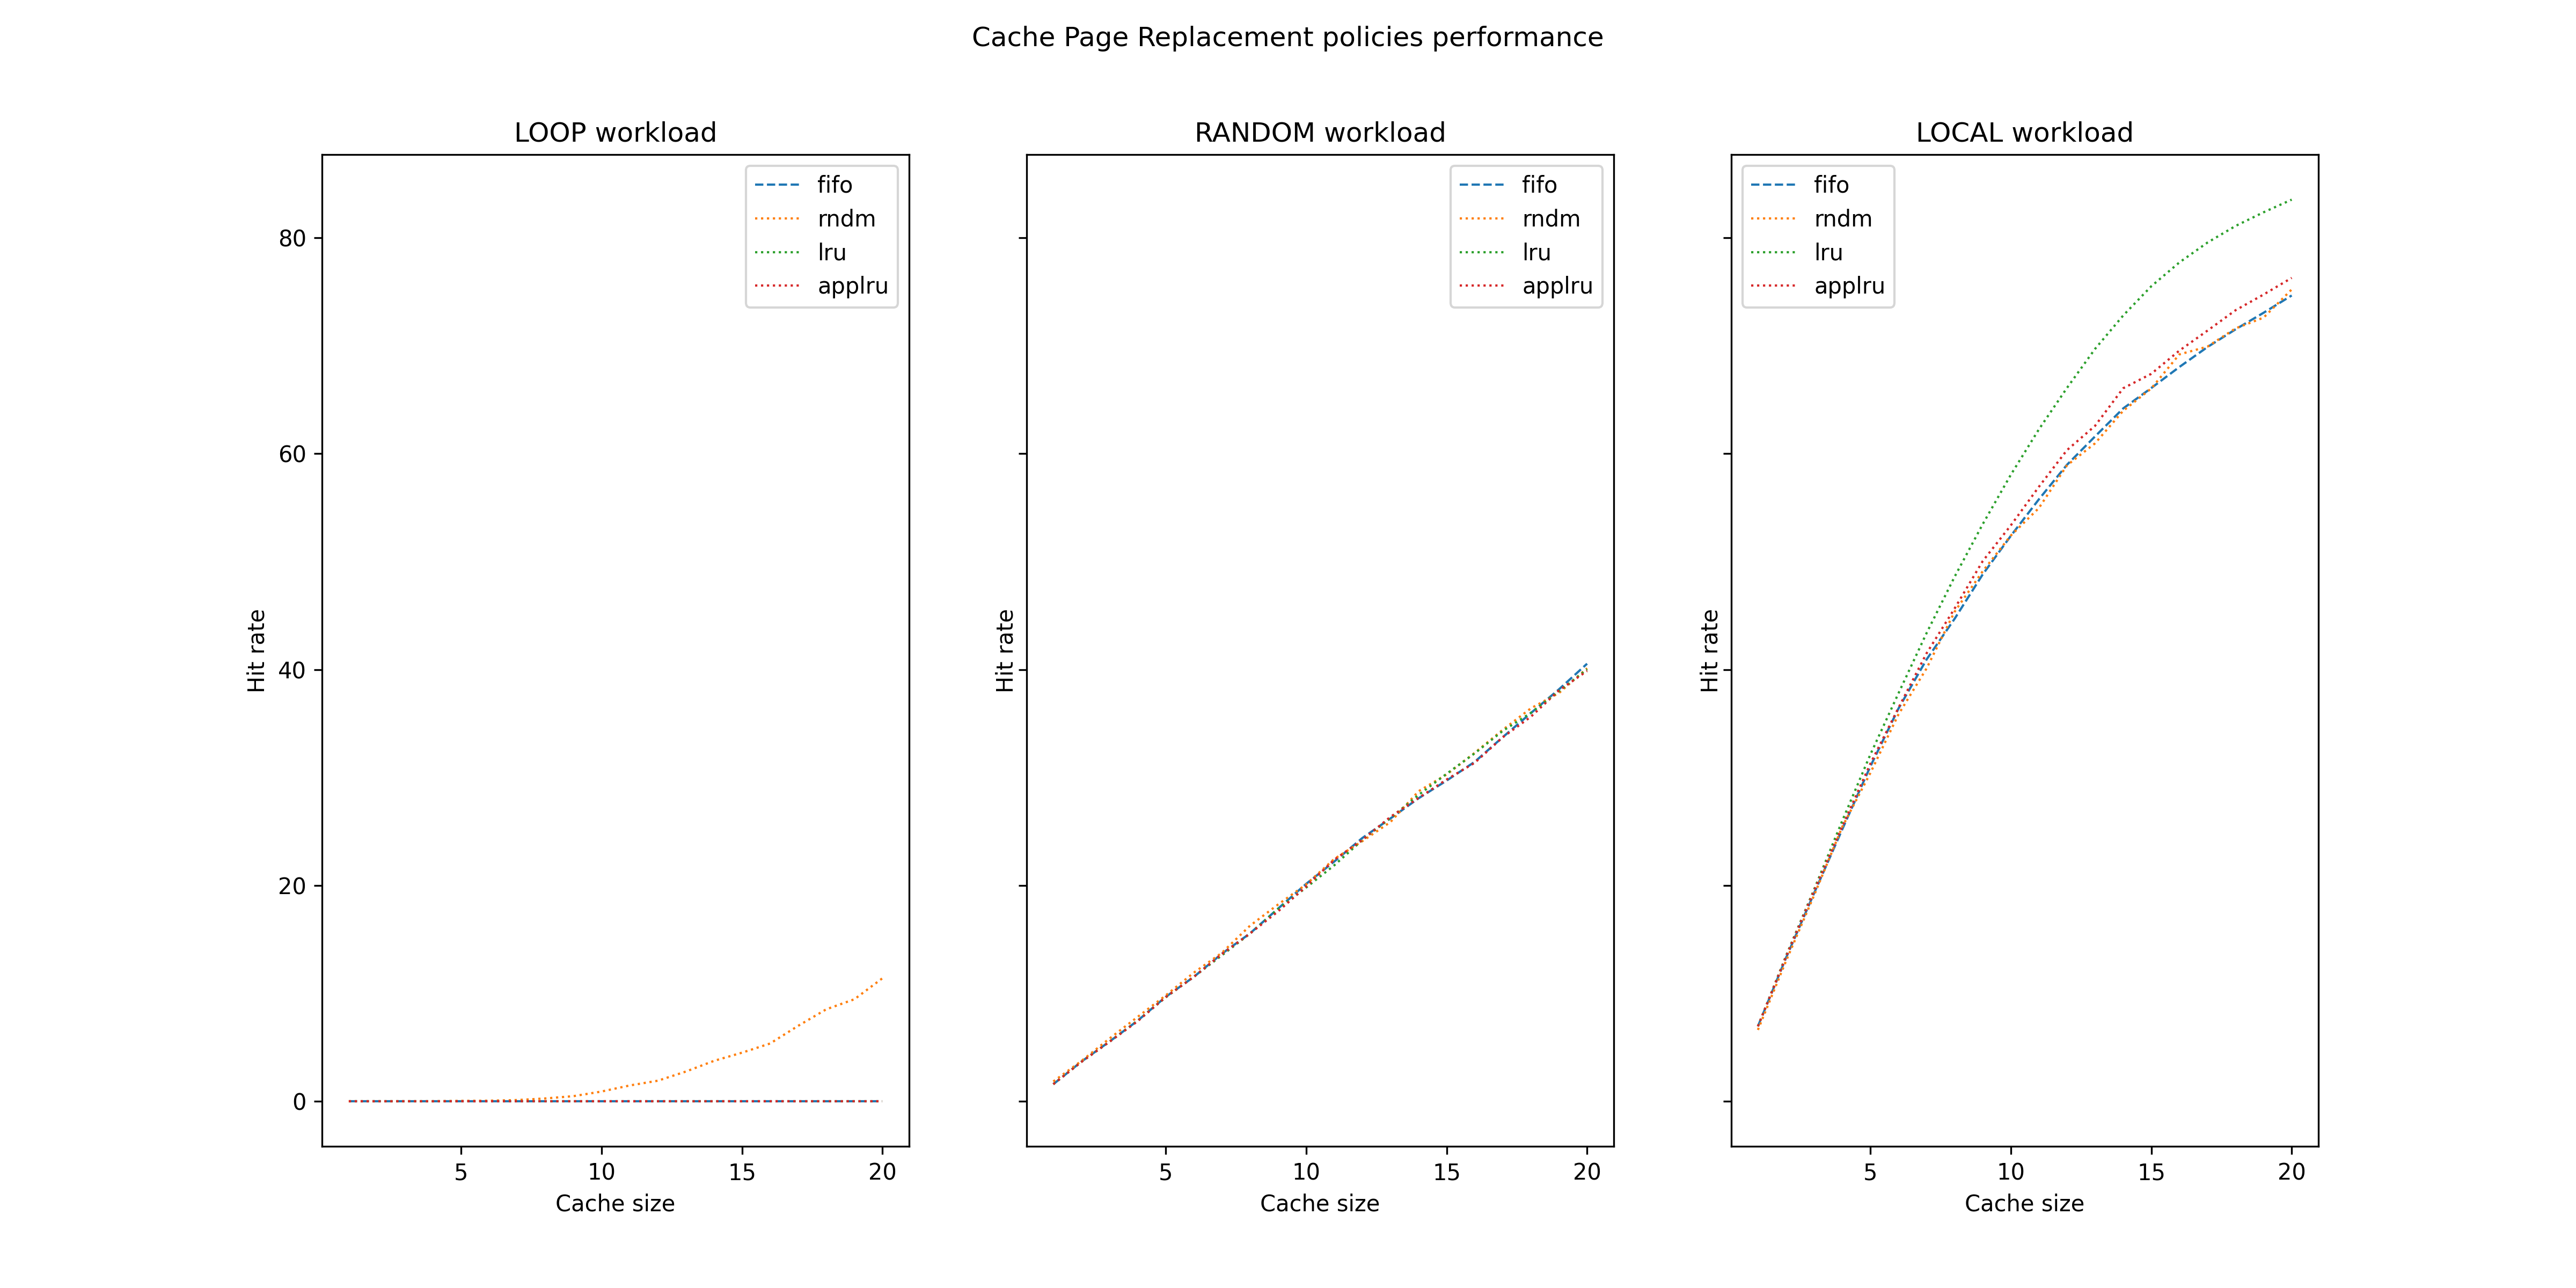 Cache Page Replacement policies performance
LOOP workload
fifo
rndm
lru
applru
80
60
40
20
0
Hit rate
5 10 15 20
Cache size
RANDOM workload
fifo
rndm
lru
applru
Hit rate
5 10 15 20
Cache size
LOCAL workload
fifo
rndm
lru
applru
Hit rate
5 10 15 20
Cache size